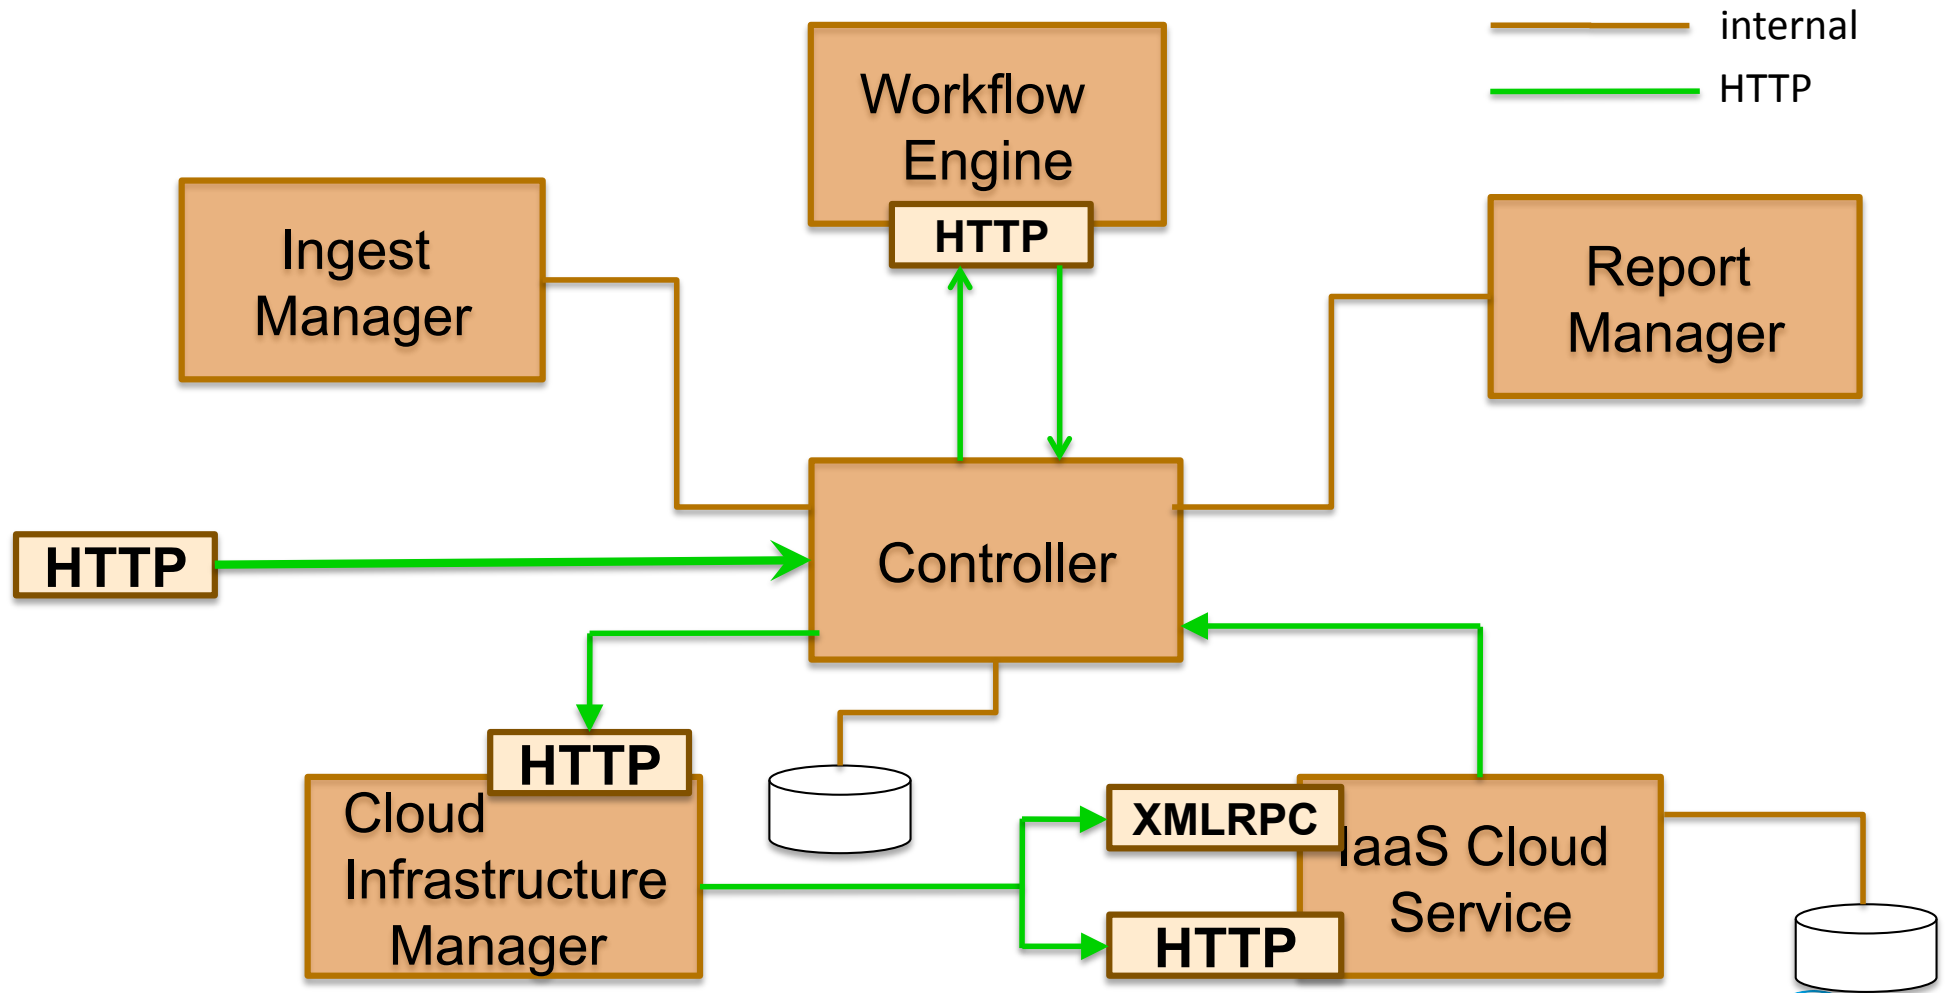 internal
HTTP
Workflow
Engine
HTTP
Ingest
Manager
Report
Manager
HTTP
Controller
HTTP
Cloud
Infrastructure
Manager
XMLRPC
IaaS Cloud
Service
HTTP